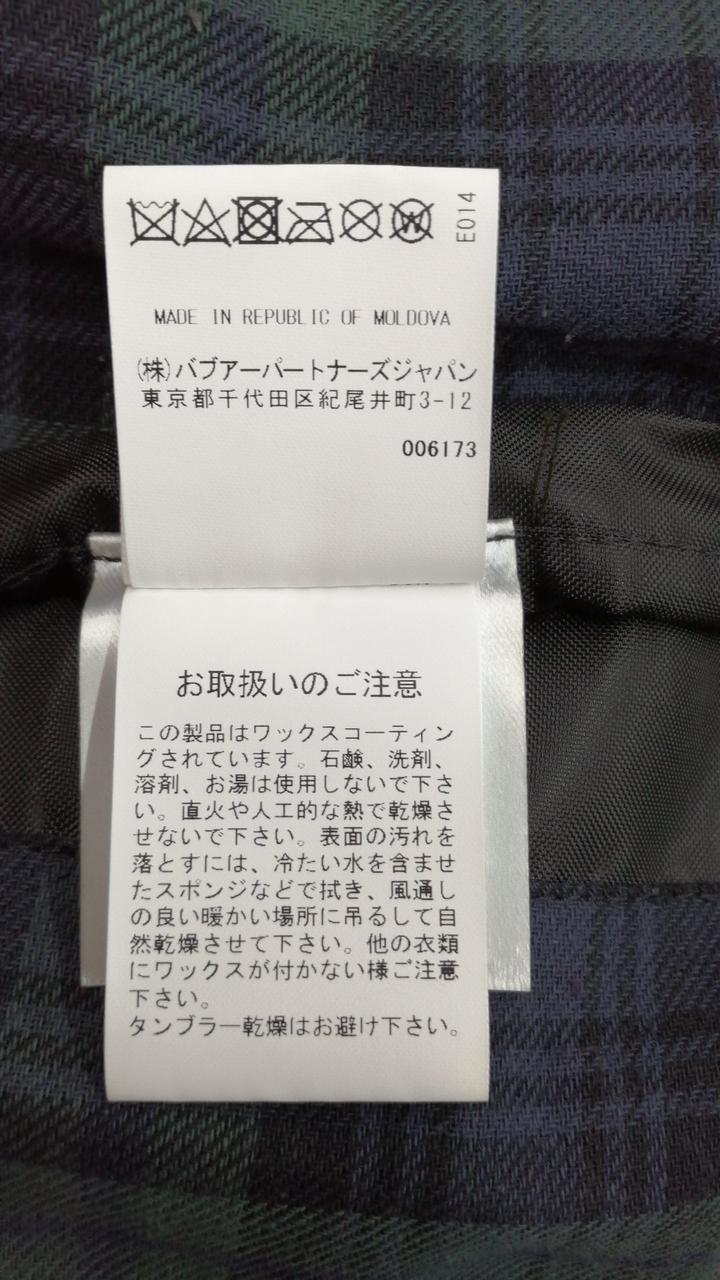 E014
MADE IN REPUBLIC OF MOLDOVA
(株)バブアーパートナーズジャパン
東京都千代田区紀尾井町3-12
006173
お取扱いのご注意
この製品はワックスコーティン
グされています。石鹸、洗剤、
溶剤、お湯は使用しないで下さ
い。直火や人工的な熱で乾燥さ
せないで下さい。表面の汚れを
落とすには、冷たい水を含ませ
たスポンジなどで拭き、風通し
の良い暖かい場所に吊るして自
然乾燥させて下さい。他の衣類
にワックスが付かない様ご注意
下さい。
タンブラー乾燥はお避け下さい。